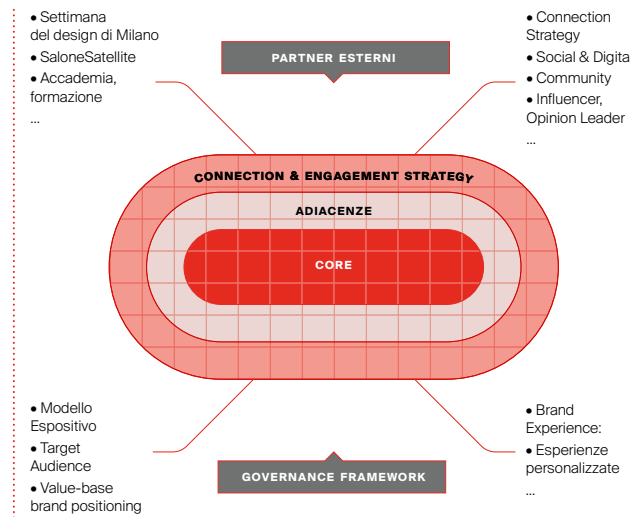 • Settimana
del design di Milano
• SaloneSatellite
• Accademia,
formazione
...
PARTNER ESTERNI
• Connection
Strategy
• Social & Digita
• Community
• Influencer,
Opinion Leader
...
CONNECTION & ENGAGEMENT STRATEGY
ADIACENZE
CORE
• Modello
Espositivo
• Target
Audience
• Value-base
brand positioning
GOVERNANCE FRAMEWORK
• Brand
Experience:
• Esperienze
personalizzate
...